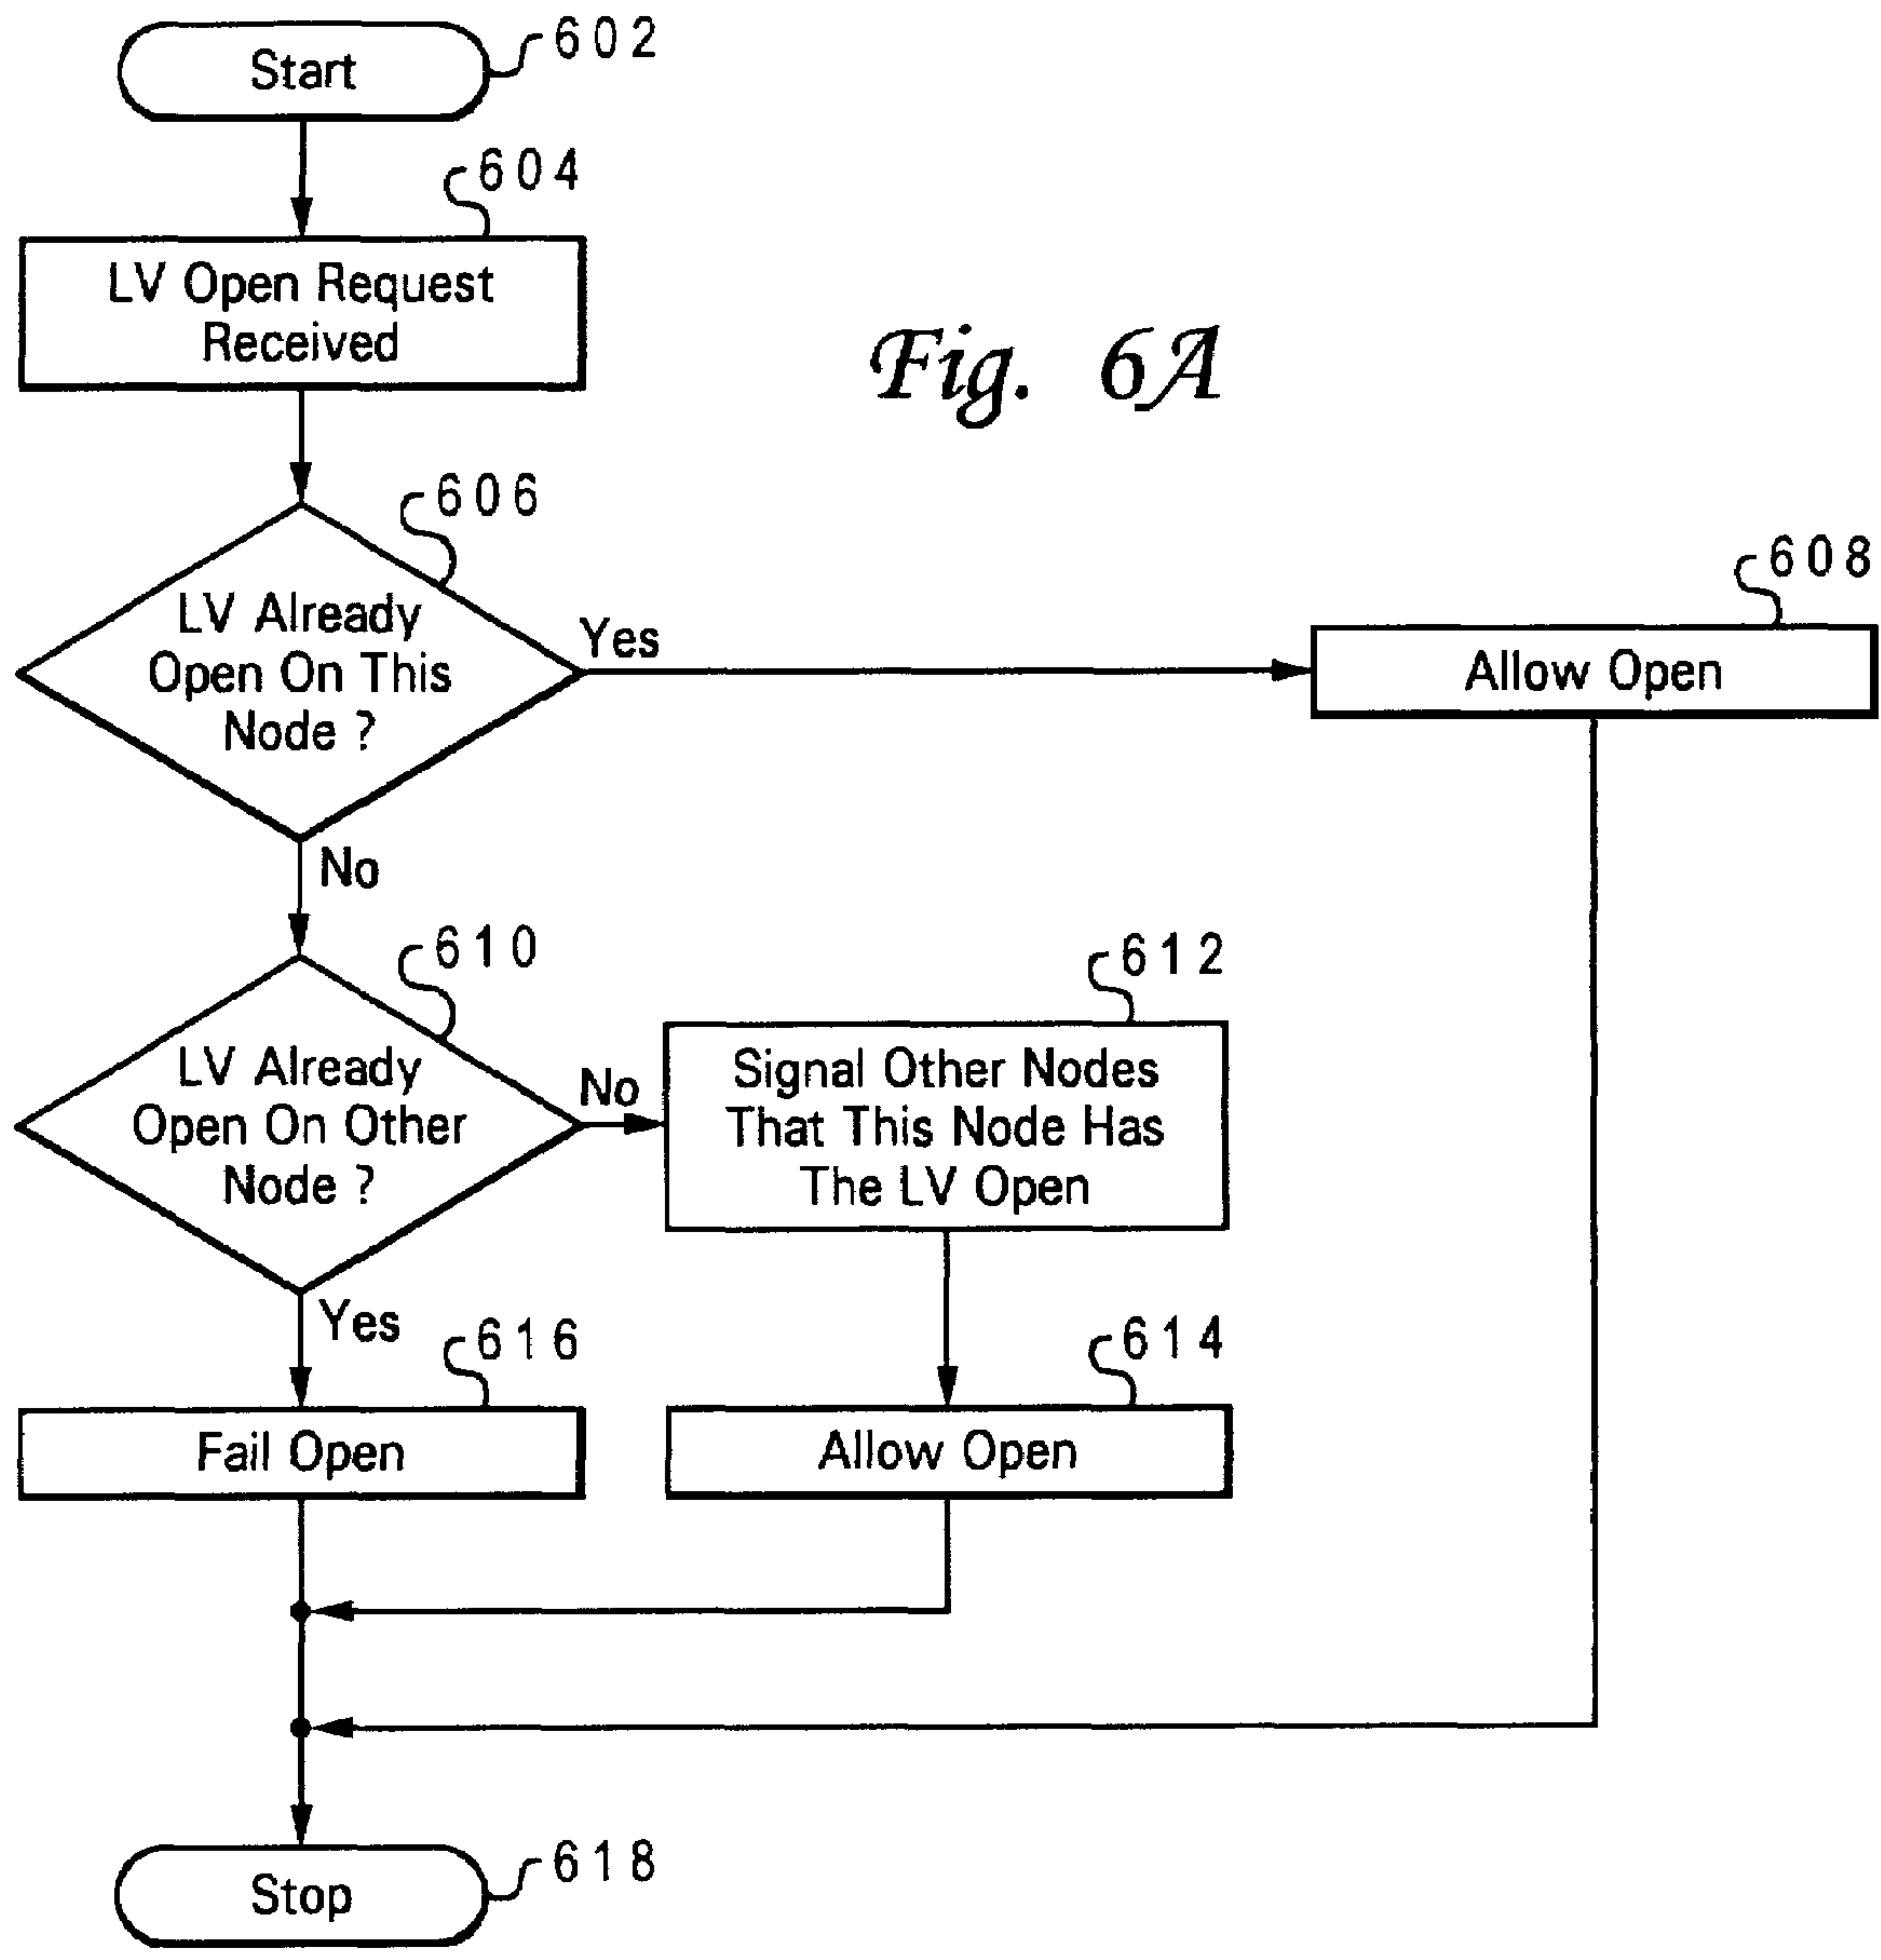 Start
602
604
LV Open Request
Received
Fig. 6A
606
LV Already
Open On This
Node ?
Yes
608
Allow Open
No
610
LV Already
Open On Other
Node ?
No
612
Signal Other Nodes
That This Node Has
The LV Open
Yes
616
Fail Open
614
Allow Open
Stop
618